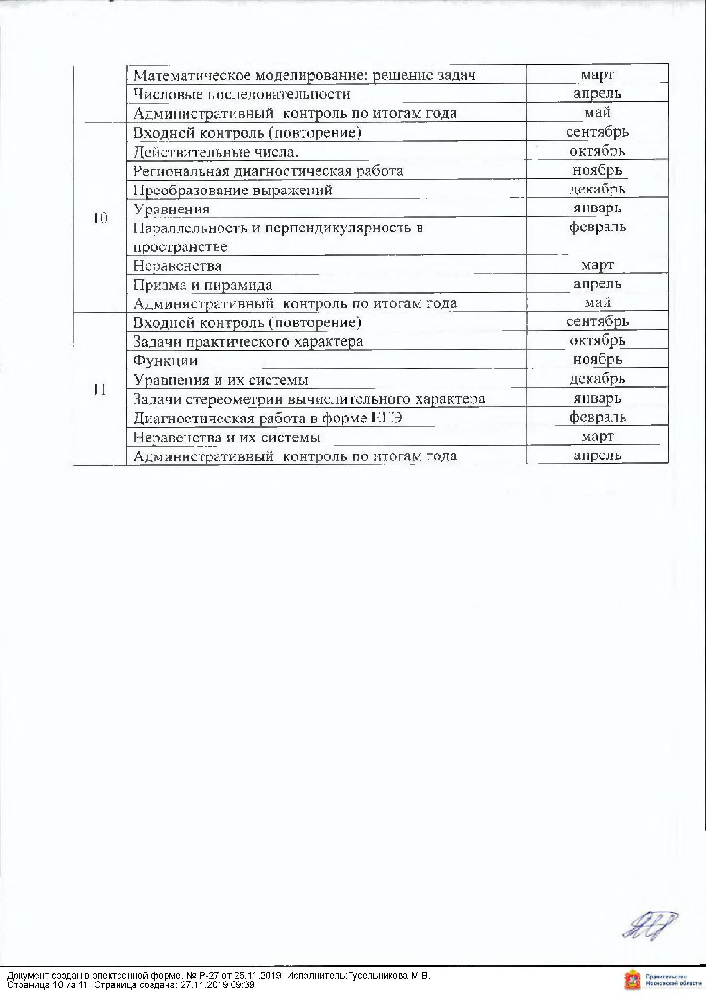 Математическое моделирование: решение задач март
Числовые последовательности апрель
Административный контроль по итогам года май
Входной контроль (повторение) сентябрь
Действительные числа. октябрь
Региональная диагностическая работа ноябрь
Преобразование выражений декабрь
10
Уравнения январь
Параллельность и перпендикулярность в февраль
пространстве
Неравенства март
Призма и пирамида апрель
Административный контроль по итогам года май
Входной контроль (повторение) сентябрь
Задачи практического характера октябрь
Функции ноябрь
Уравнения и их системы декабрь
11
Задачи стереометрии вычислительного характера январь
Диагностическая работа в форме ЕГЭ февраль
Неравенства и их системы март
Административный контроль по итогам года апрель
Документ создан в электронной форме. № Р-27 от 26.11.2019. Исполнитель:Гусельникова М.В.
Страница 10 из 11. Страница создана: 27.11.2019 09:39
Правительство
Московской области